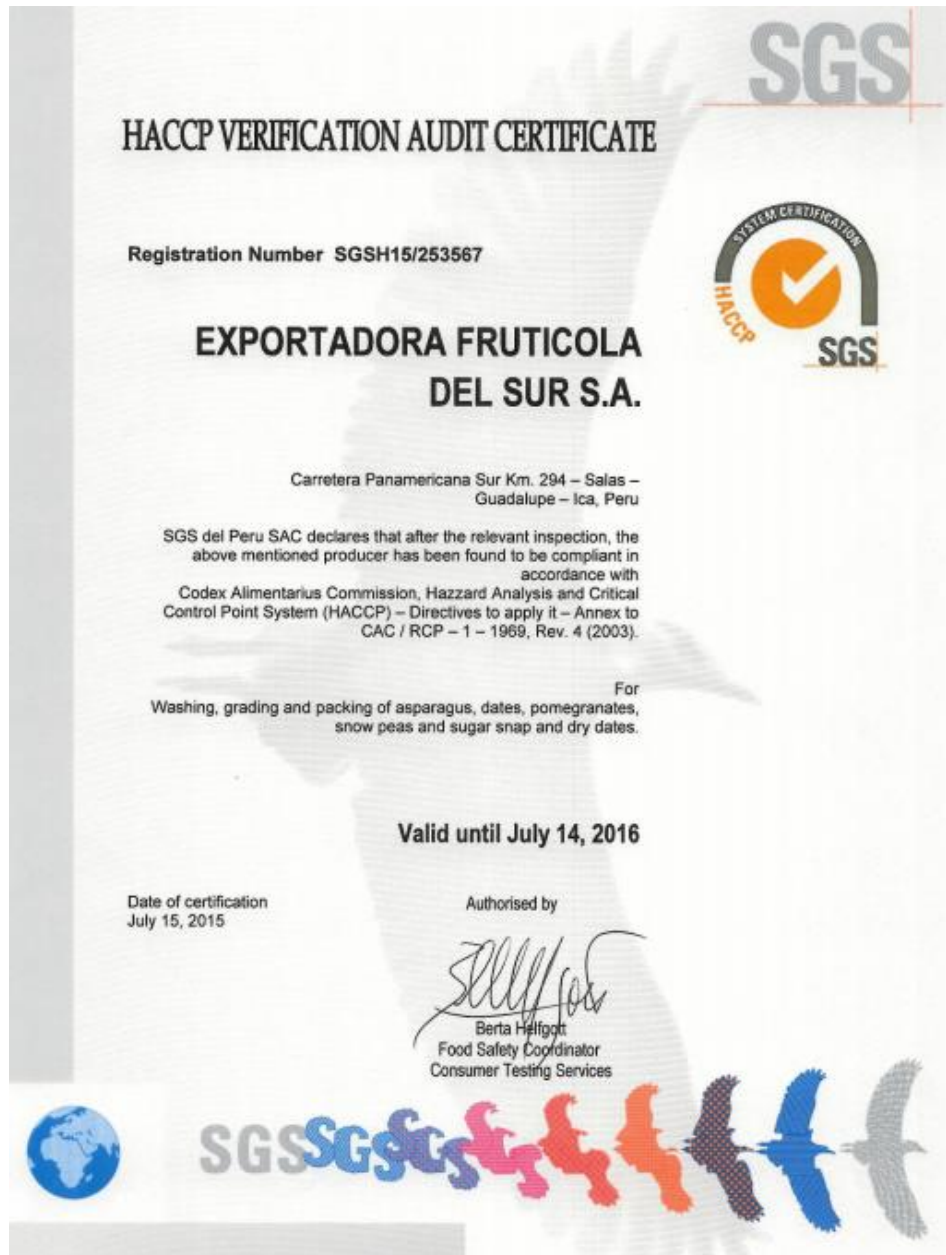 SGS
HACCP VERIFICATION AUDIT CERTIFICATE
SYSTEM CERTIFICATION
HACCP
SGS
Registration Number SGSH15/253567
EXPORTADORA FRUTICOLA
DEL SUR S.A.
Carretera Panamericana Sur Km. 294 – Salas –
Guadalupe – Ica, Peru
SGS del Peru SAC declares that after the relevant inspection, the
above mentioned producer has been found to be compliant in
accordance with
Codex Alimentarius Commission, Hazzard Analysis and Critical
Control Point System (HACCP) – Directives to apply it – Annex to
CAC / RCP – 1 – 1969, Rev. 4 (2003).
For
Washing, grading and packing of asparagus, dates, pomegranates,
snow peas and sugar snap and dry dates.
Valid until July 14, 2016
Date of certification
July 15, 2015
Authorised by
Berta Helfgott
Food Safety Coordinator
Consumer Testing Services
SGSSGSSGS